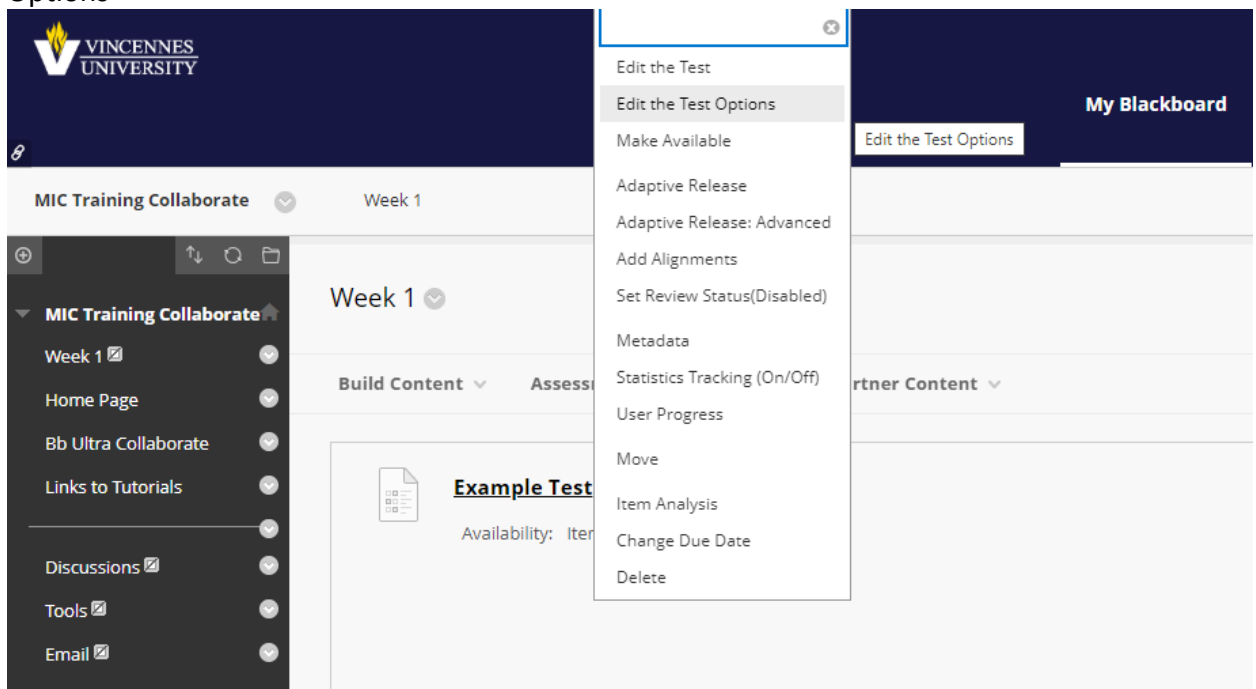 Options
VINCENNES
UNIVERSITY
My Blackboard
Edit the Test
Edit the Test Options
Make Available
Adaptive Release
Adaptive Release: Advanced
Add Alignments
Set Review Status(Disabled)
Metadata
Statistics Tracking (On/Off)
User Progress
Move
Item Analysis
Change Due Date
Delete
Edit the Test Options
MIC Training Collaborate
Week 1
MIC Training Collaborate
Week 1
Home Page
Bb Ultra Collaborate
Links to Tutorials
Discussions
Tools
Email
Week 1
Build Content
Assess
rtner Content
Example Test
Availability: